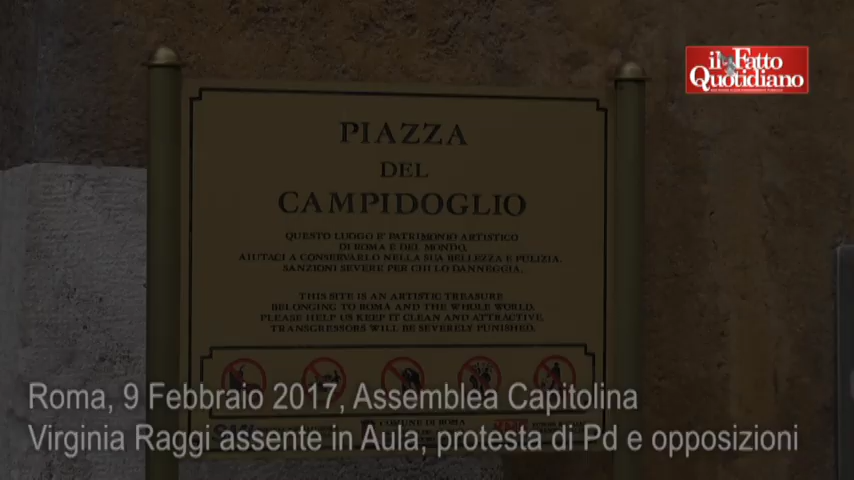 il Fatto
Quotidiano
PIAZZA
DEL
CAMPIDOGLIO
QUESTO LUOGO E' PATRIMONIO ARTISTICO
DI ROMA E DEL MONDO,
AIUTACI A CONSERVARLO NELLA SUA BELLEZZA E PULIZIA.
SANZIONI SEVERE PER CHI LO DANNEGGIA.
THIS SITE IS AN ARTISTIC TREASURE
BELONGING TO ROMA AND THE WHOLE WORLD.
PLEASE HELP US KEEP IT CLEAN AND ATTRACTIVE,
TRANSGRESSORS WILL BE SEVERELY PUNISHED.
Roma, 9 Febbraio 2017, Assemblea Capitolina
COMUNE DI ROMA
Virginia Raggi assente in Aula, protesta di Pd e opposizioni